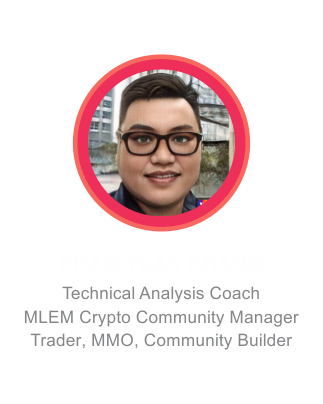 Technical Analysis Coach
MLEM Crypto Community Manager
Trader, MMO, Community Builder